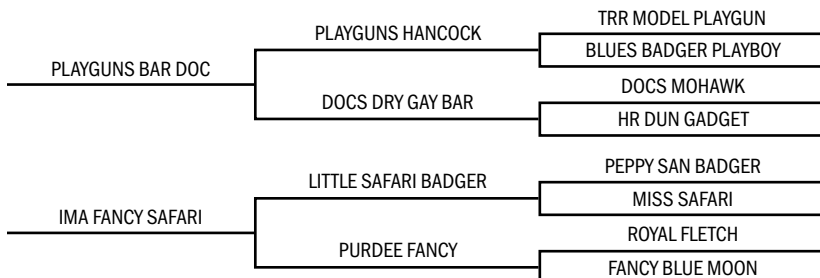 TRR MODEL PLAYGUN
PLAYGUNS HANCOCK
BLUES BADGER PLAYBOY
PLAYGUNS BAR DOC
DOCS MOHAWK
DOCS DRY GAY BAR
HR DUN GADGET
PEPPY SAN BADGER
LITTLE SAFARI BADGER
MISS SAFARI
IMA FANCY SAFARI
ROYAL FLETCH
PURDEE FANCY
FANCY BLUE MOON